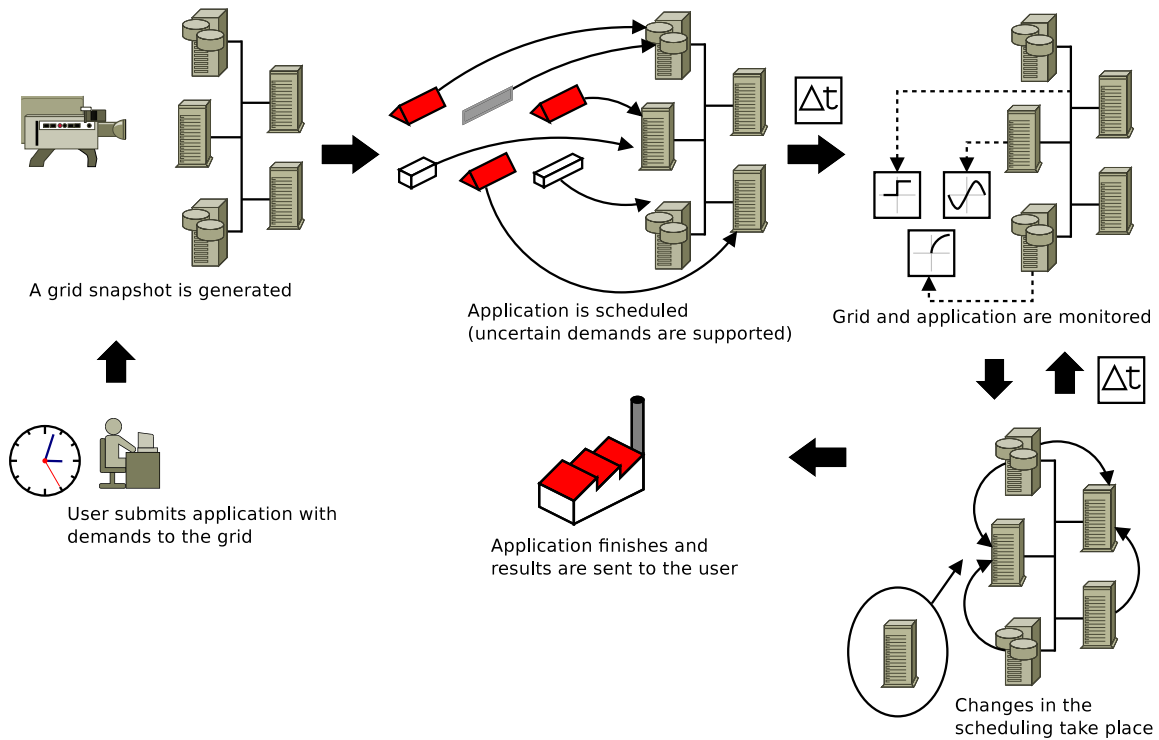 Δt
A grid snapshot is generated
Application is scheduled
(uncertain demands are supported)
Grid and application are monitored
Δt
User submits application with
demands to the grid
Application finishes and
results are sent to the user
Changes in the
scheduling take place